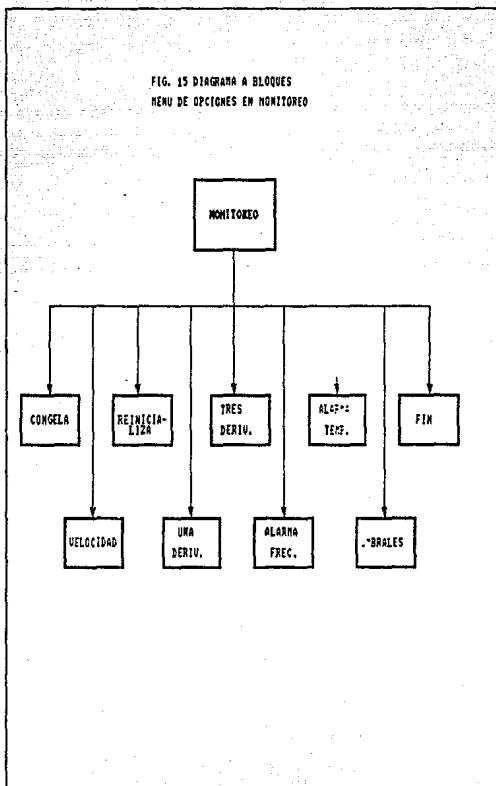 FIG. 15 DIAGRAMA A BLOQUES
MENU DE OPCIONES EN MONITOREO
MONITOREO
CONGELA
REINICIA-
LIZA
TRES
DERIV.
TEMP.
FIN
VELOCIDAD
UNA
DERIV.
ALARMA
FREC.